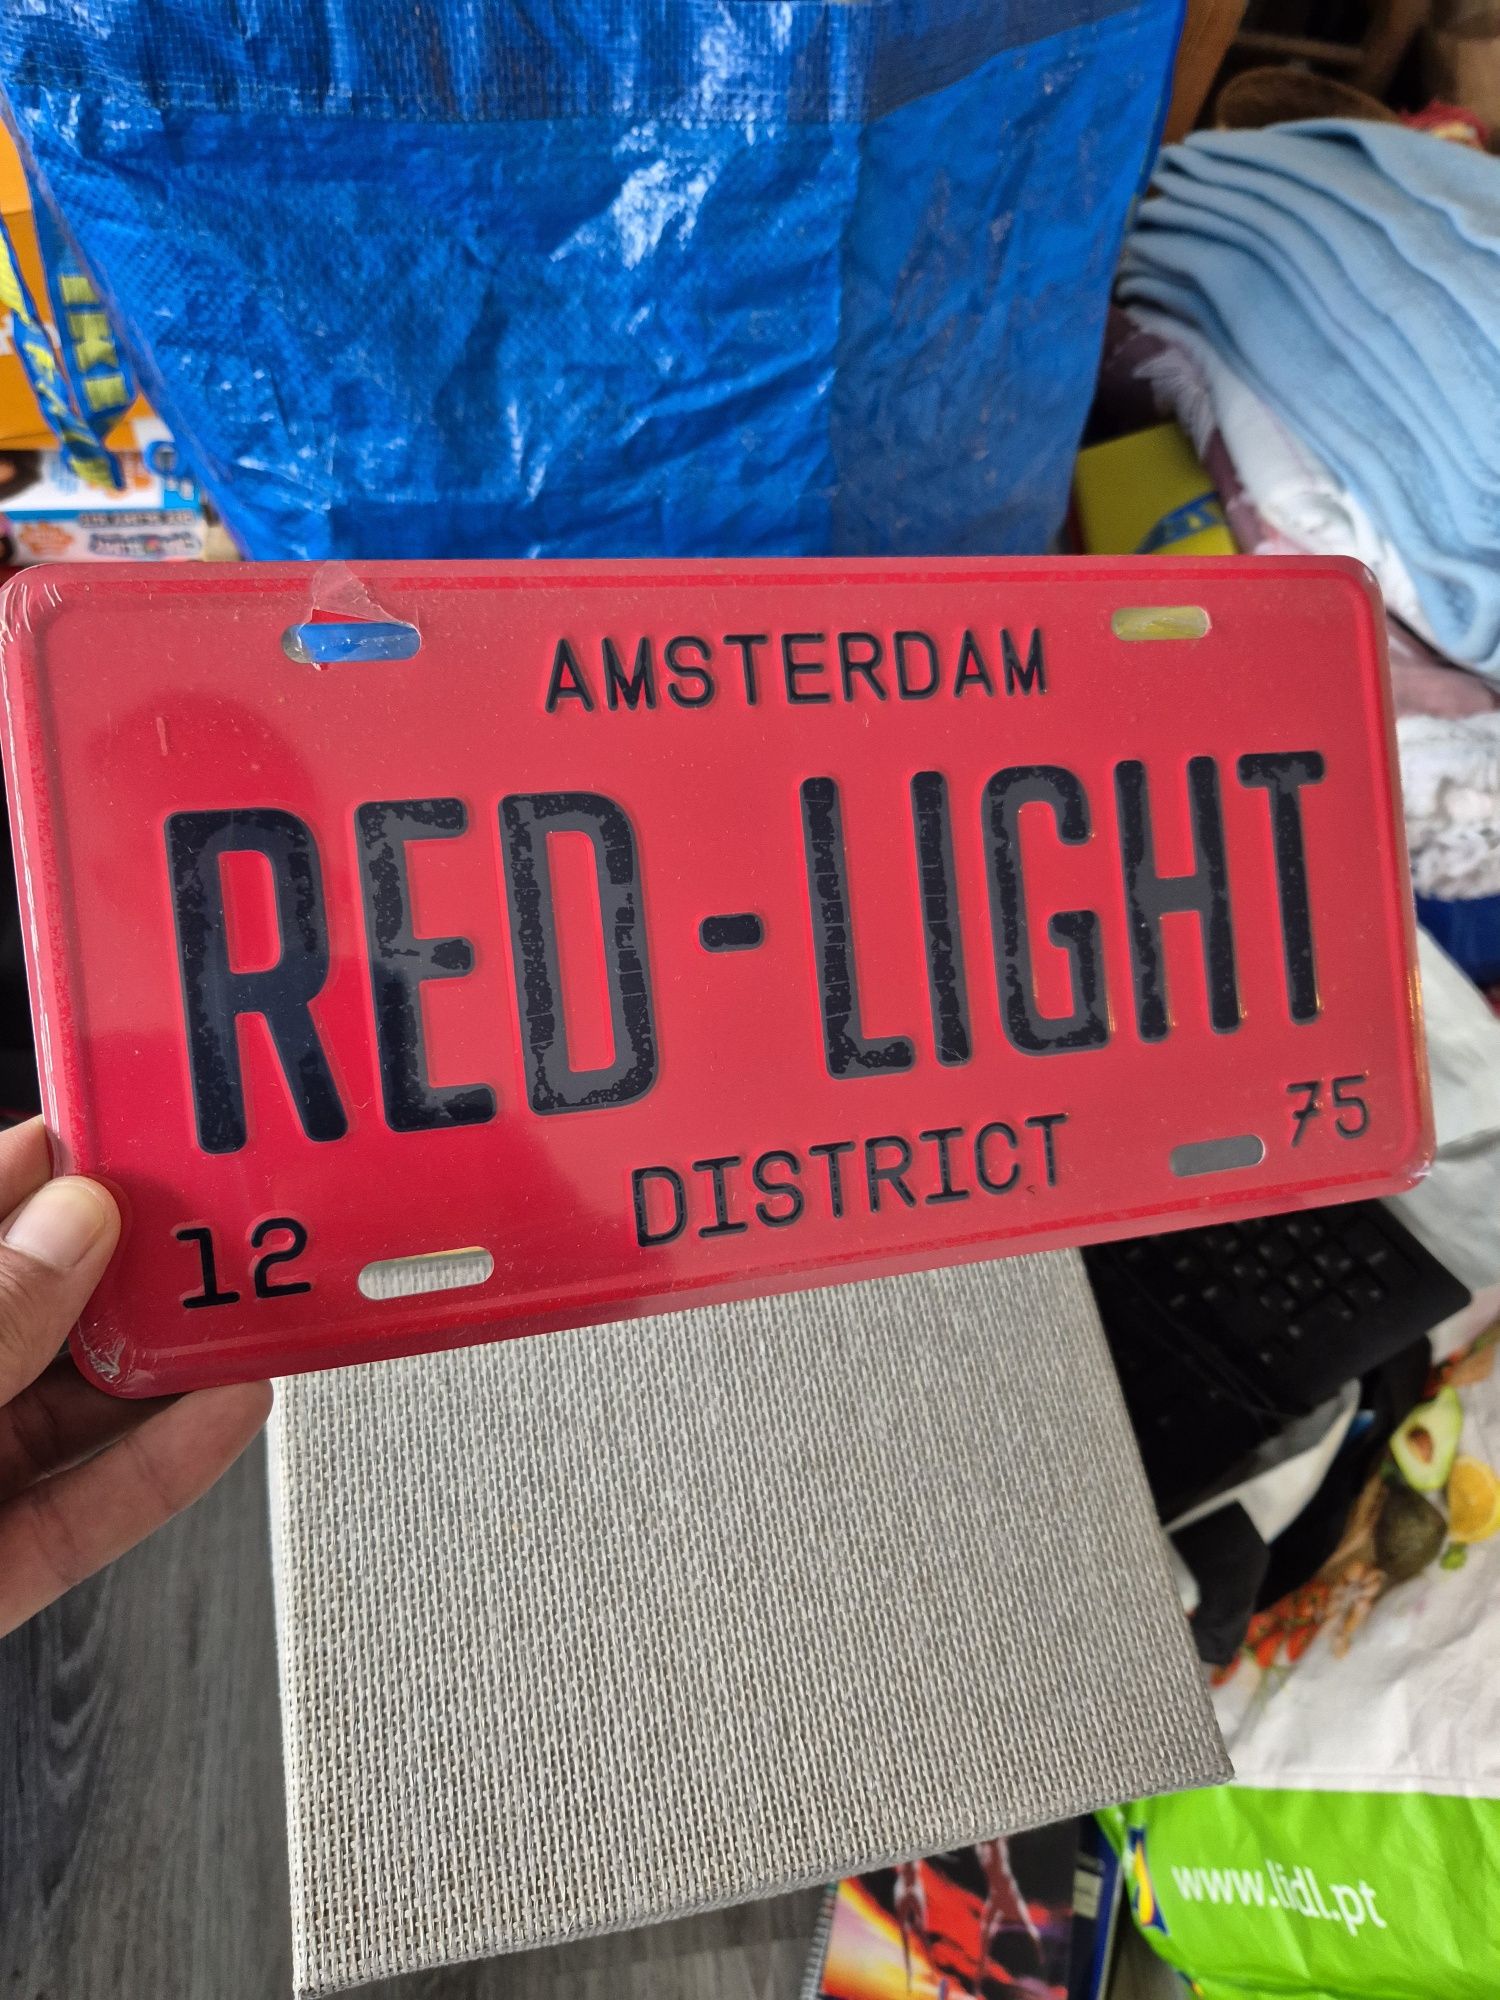 AMSTERDAM
RED-LIGHT
DISTRICT
12
75
www.lidl.pt